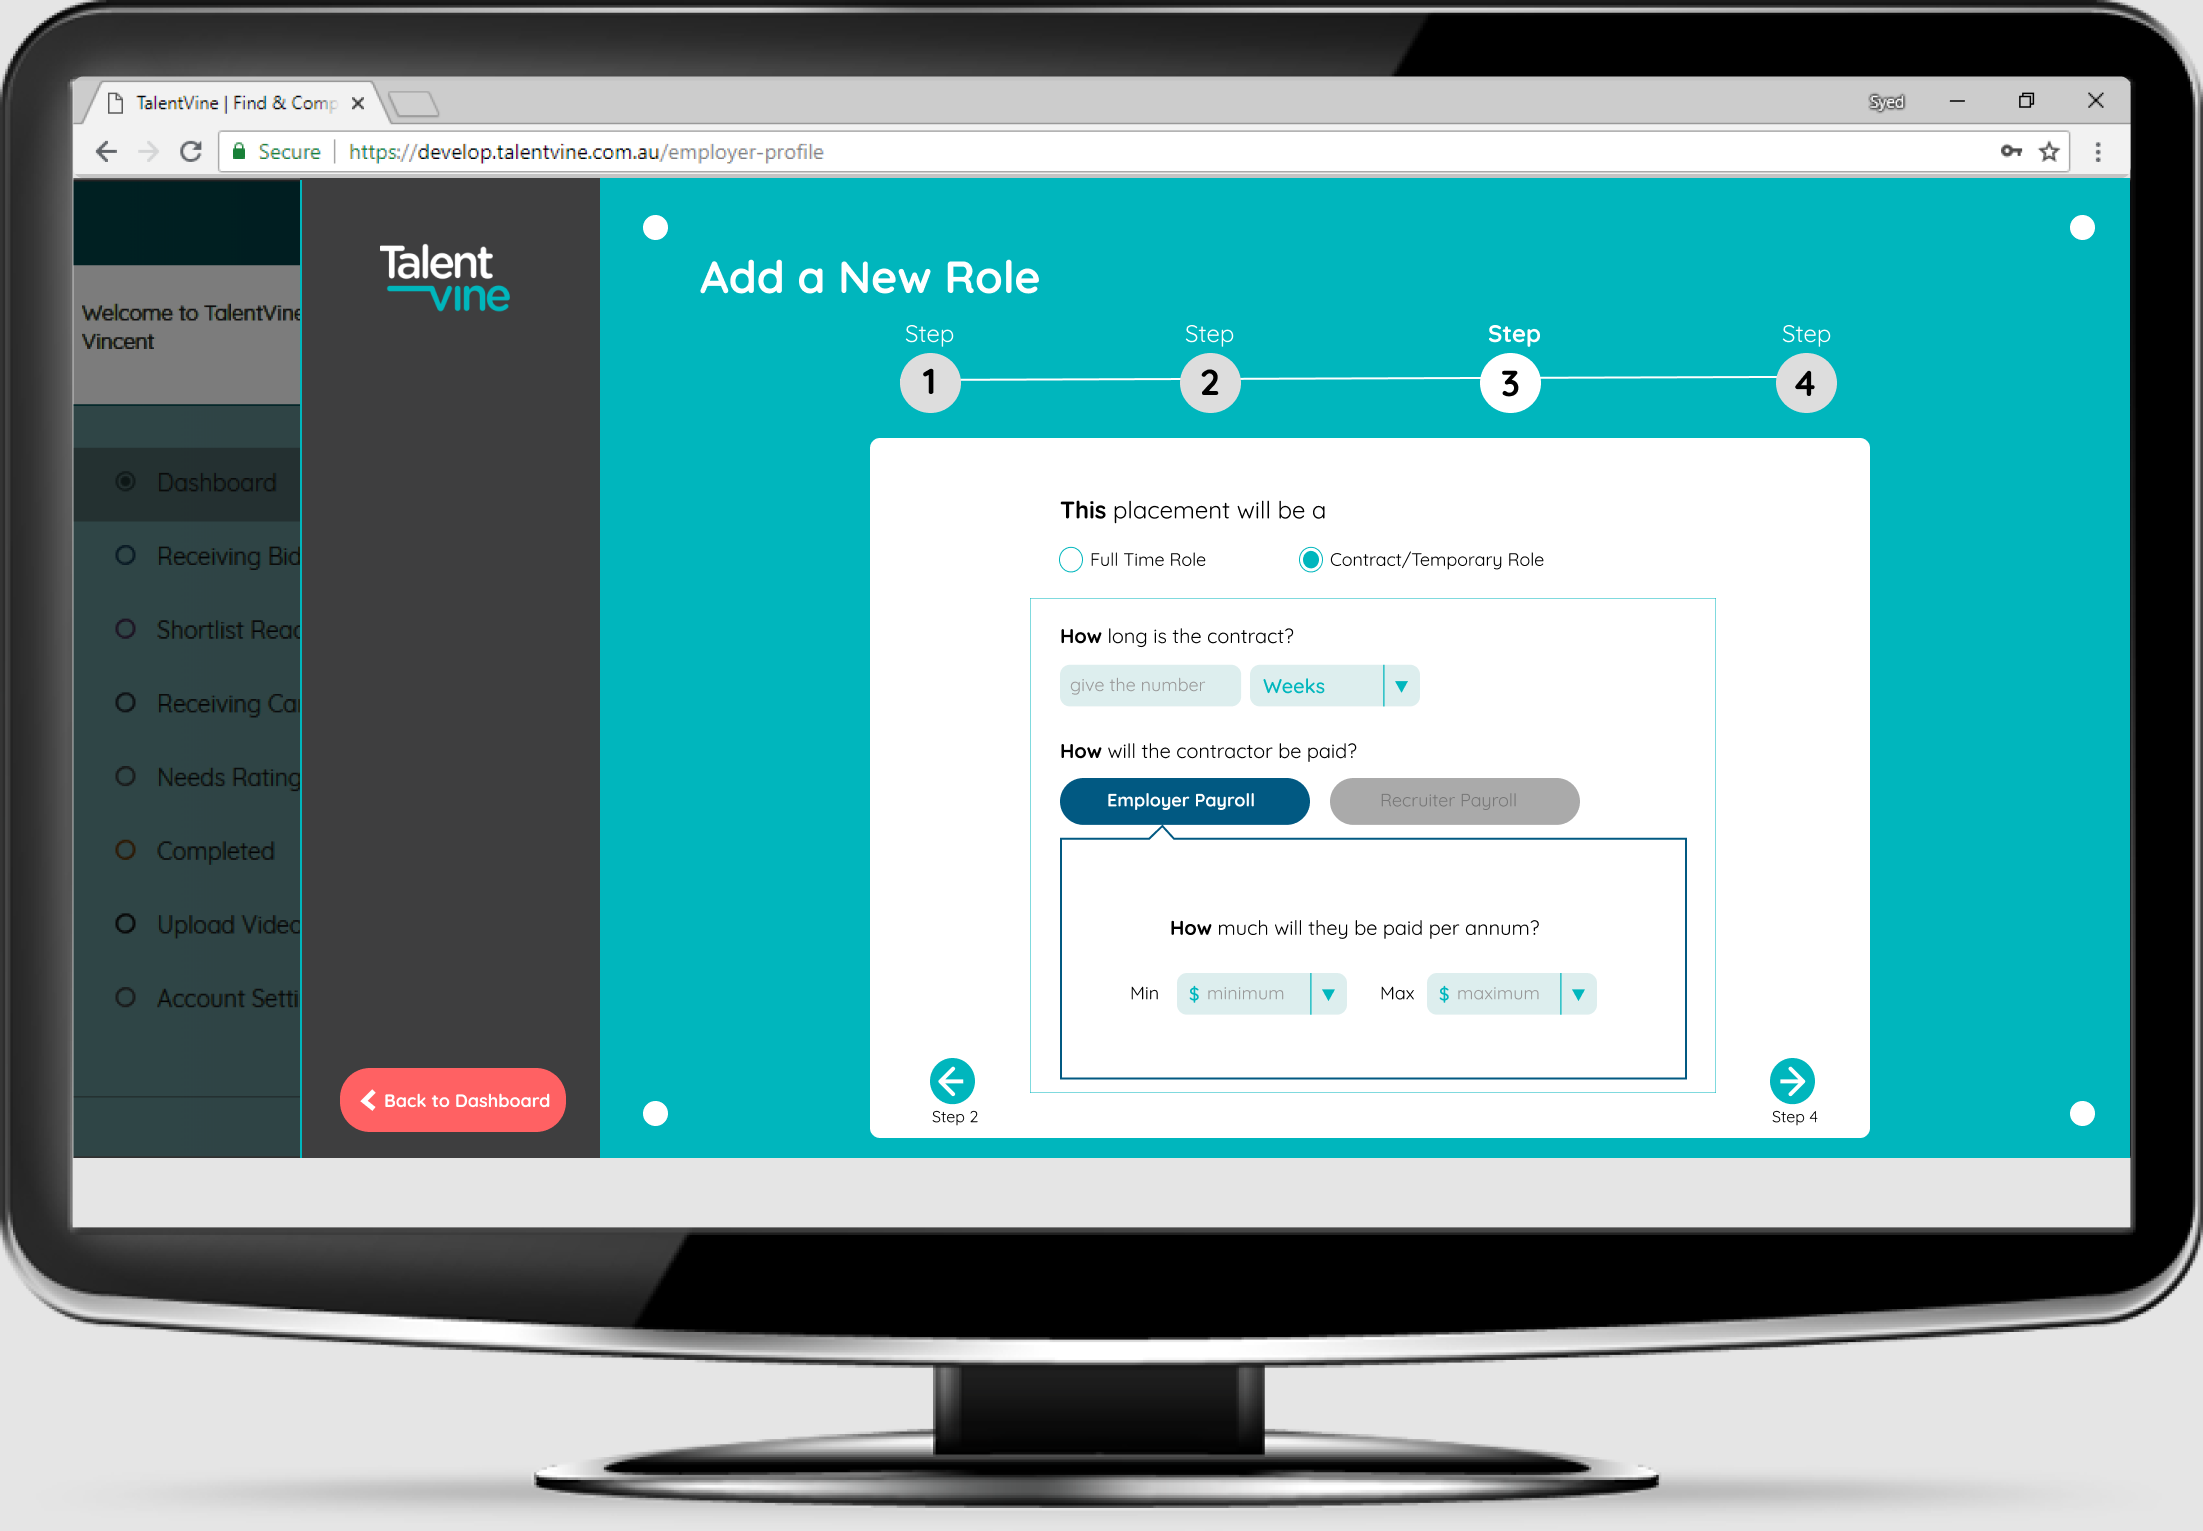 TalentVine | Find & Comp
Syed
Secure
https://develop.talentvine.com.au/employer-profile
Welcome to TalentVine
Vincent
Dashboard
Receiving Bid
Shortlist Read
Receiving Ca
Needs Rating
Completed
Upload Video
Account Setti
Talent
vine
Back to Dashboard
Add a New Role
Step Step Step Step
1 2 3 4
This placement will be a
Full Time Role Contract/Temporary Role
How long is the contract?
give the number Weeks
How will the contractor be paid?
Employer Payroll Recruiter Payroll
How much will they be paid per annum?
Min $ minimum Max $ maximum
Step 2 Step 4